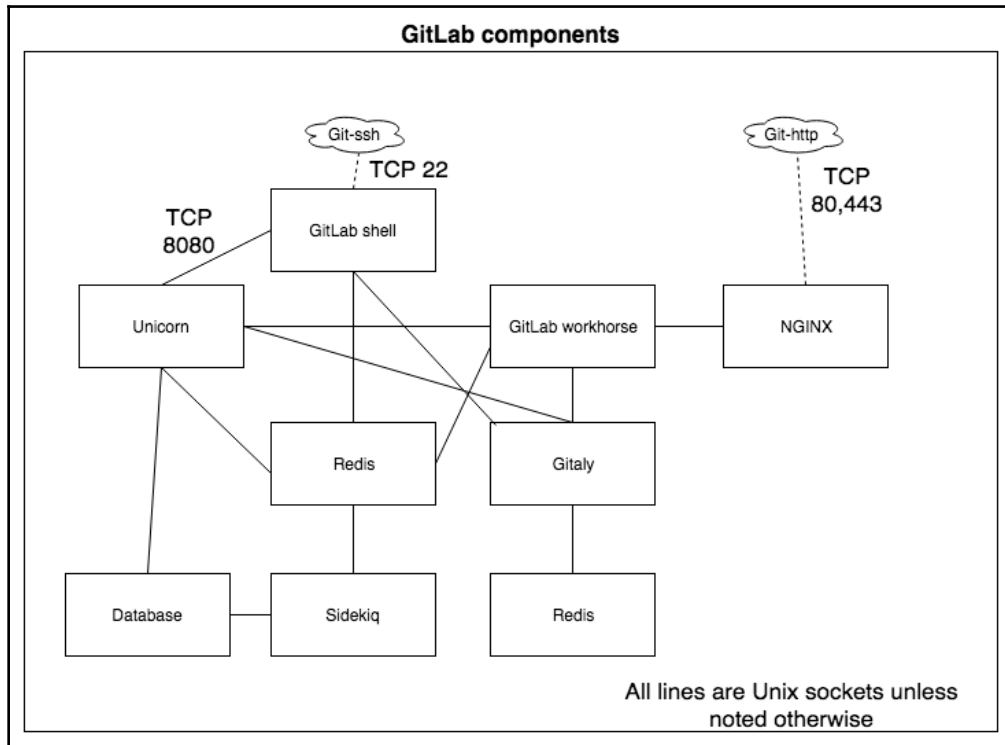 GitLab components
Git-ssh
Git-http
TCP 22
TCP
80,443
TCP
8080
GitLab shell
Unicorn
GitLab workhorse
NGINX
Redis
Gitaly
Database
Sidekiq
Redis
All lines are Unix sockets unless
noted otherwise